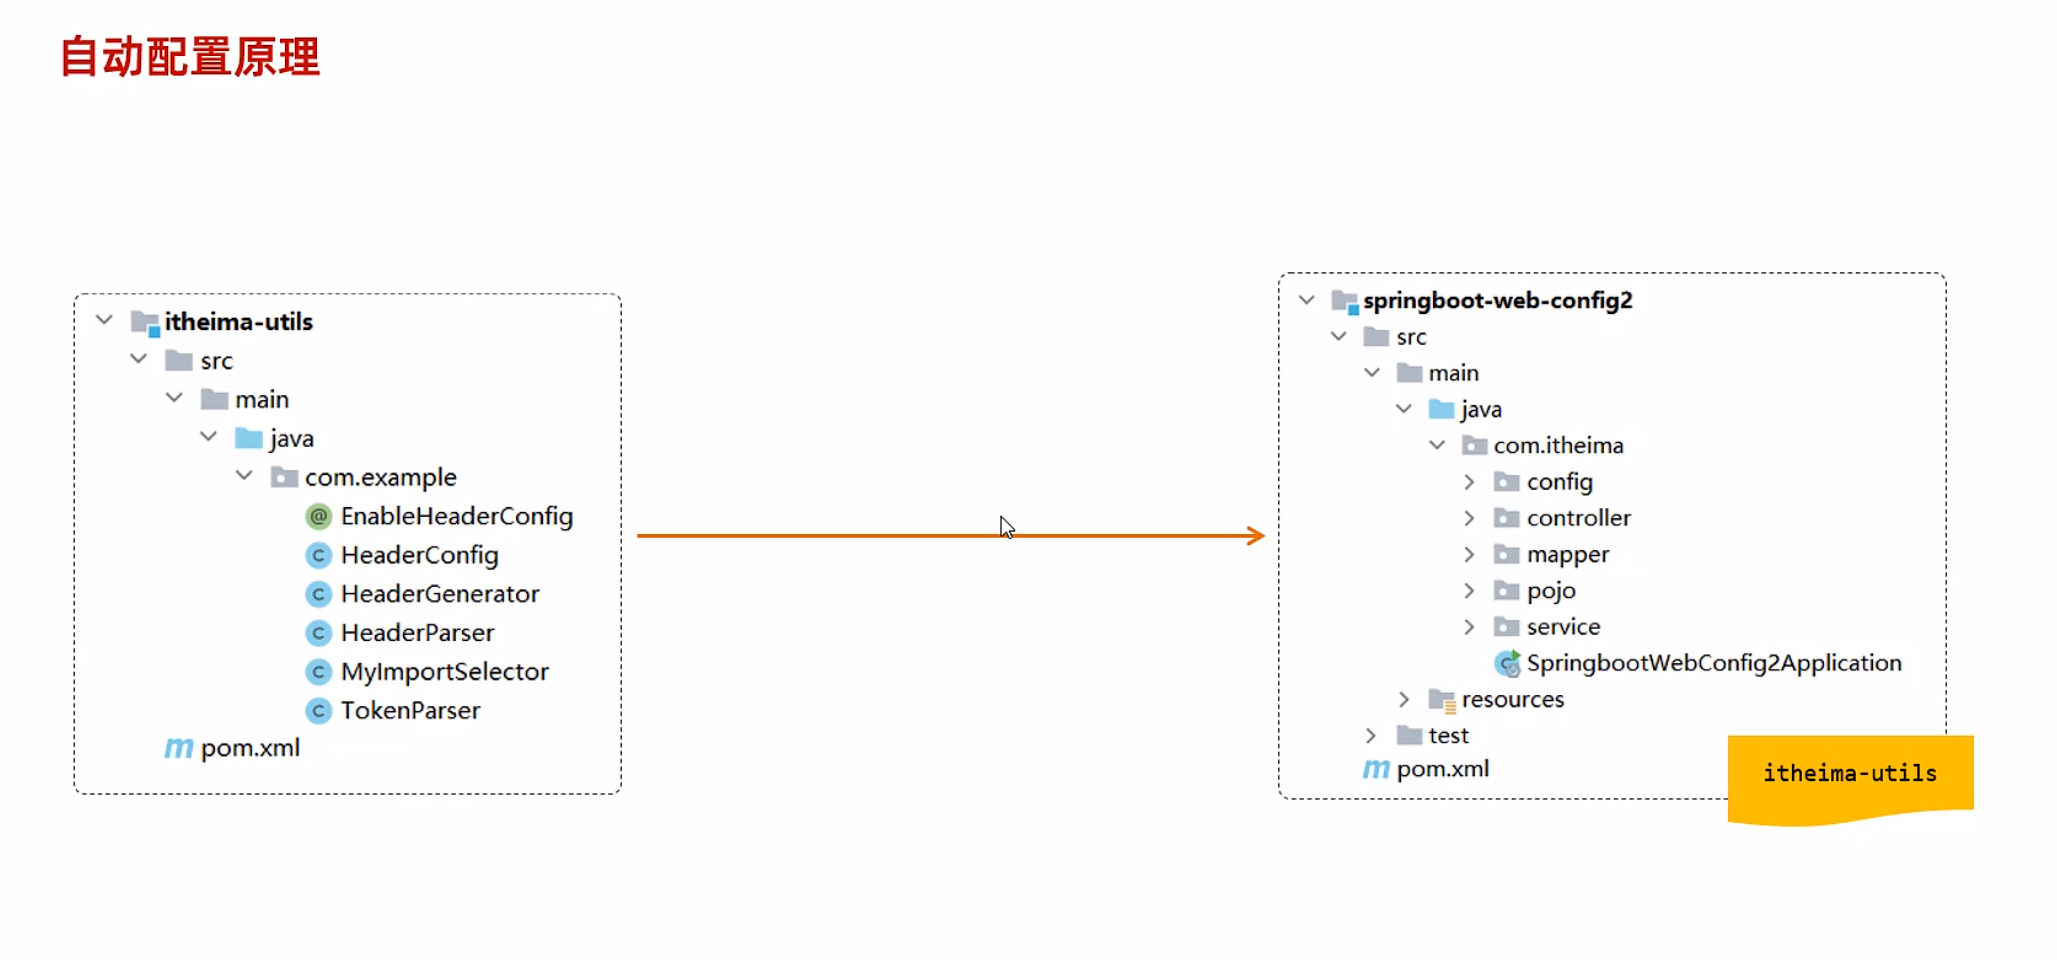 自动配置原理
itheima-utils
src
main
java
com.example
@ EnableHeaderConfig
C HeaderConfig
C HeaderGenerator
C HeaderParser
C MyImportSelector
C TokenParser
m pom.xml
springboot-web-config2
src
main
java
com.itheima
config
controller
mapper
pojo
service
C SpringbootWebConfig2Application
resources
test
m pom.xml
itheima-utils